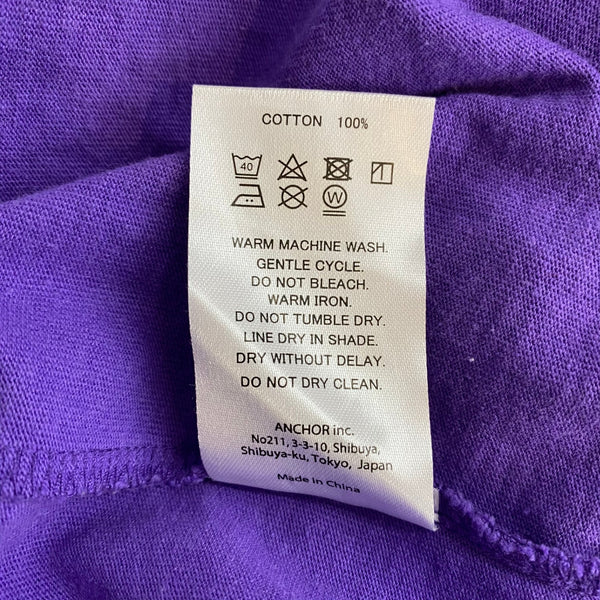 COTTON 100%
40
W
WARM MACHINE WASH.
GENTLE CYCLE.
DO NOT BLEACH.
WARM IRON.
DO NOT TUMBLE DRY.
LINE DRY IN SHADE.
DRY WITHOUT DELAY.
DO NOT DRY CLEAN.
ANCHOR inc.
No211, 3-3-10, Shibuya,
Shibuya-ku, Tokyo, Japan
Made in China